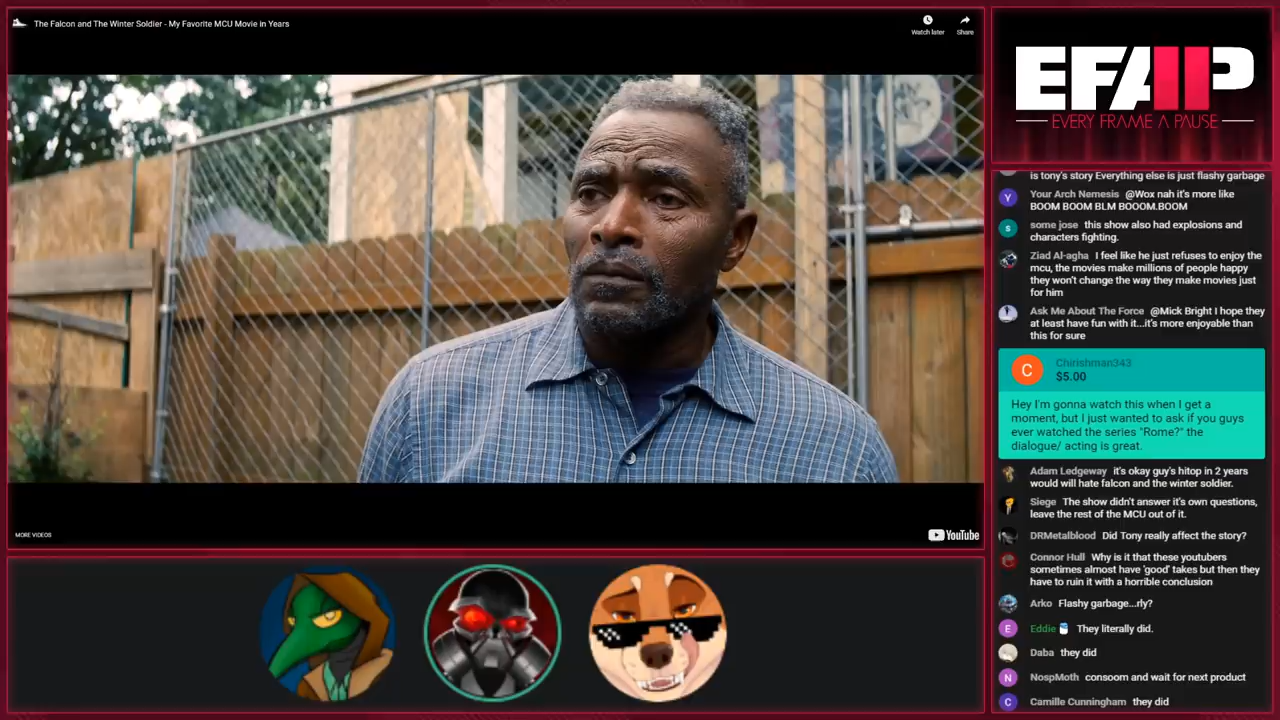 The Falcon and The Winter Soldier - My Favorite MCU Movie in Years
Watch later
Share
MORE VIDEOS
YouTube
EFAP
EVERY FRAME A PAUSE
is tony's story Everything else is just flashy garbage
Y
Your Arch Nemesis @Wox nah it's more like
BOOM BOOM BLM BOOOM.BOOM
s
some jose this show also had explosions and
characters fighting.
Ziad Al-agha I feel like he just refuses to enjoy the
mcu, the movies make millions of people happy
they won't change the way they make movies just
for him
Ask Me About The Force @Mick Bright I hope they
at least have fun with it...it's more enjoyable than
this for sure
C
Chirishman343
$5.00
Hey I'm gonna watch this when I get a
moment, but I just wanted to ask if you guys
ever watched the series "Rome?" the
dialogue/ acting is great.
Adam Ledgeway it's okay guy's hitop in 2 years
would will hate falcon and the winter soldier.
Siege The show didn't answer it's own questions,
leave the rest of the MCU out of it.
DRMetalblood Did Tony really affect the story?
Connor Hull Why is it that these youtubers
sometimes almost have 'good' takes but then they
have to ruin it with a horrible conclusion
Arko Flashy garbage...rly?
E
Eddie They literally did.
Daba they did
N
NospMoth consoom and wait for next product
C
Camille Cunningham they did